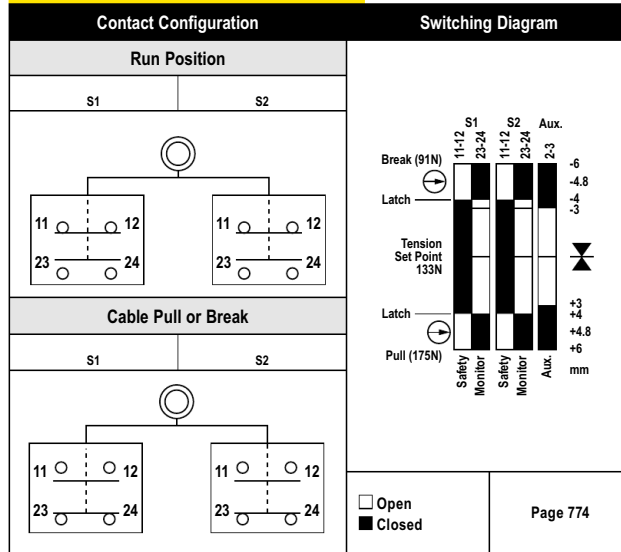 Contact Configuration
Switching Diagram
Run Position
S1 S2
11 12 11 12
23 24 23 24
Cable Pull or Break
S1 S2
11 12 11 12
23 24 23 24
S1 S2 Aux.
11-12 23-24 11-12 23-24 2-3
Break (91N)
Latch
Tension
Set Point
133N
Latch
Pull (175N)
-6
-4.8
-4
-3
+3
+4
+4.8
+6
mm
Safety Monitor Safety Monitor Aux.
Open
Closed
Page 774